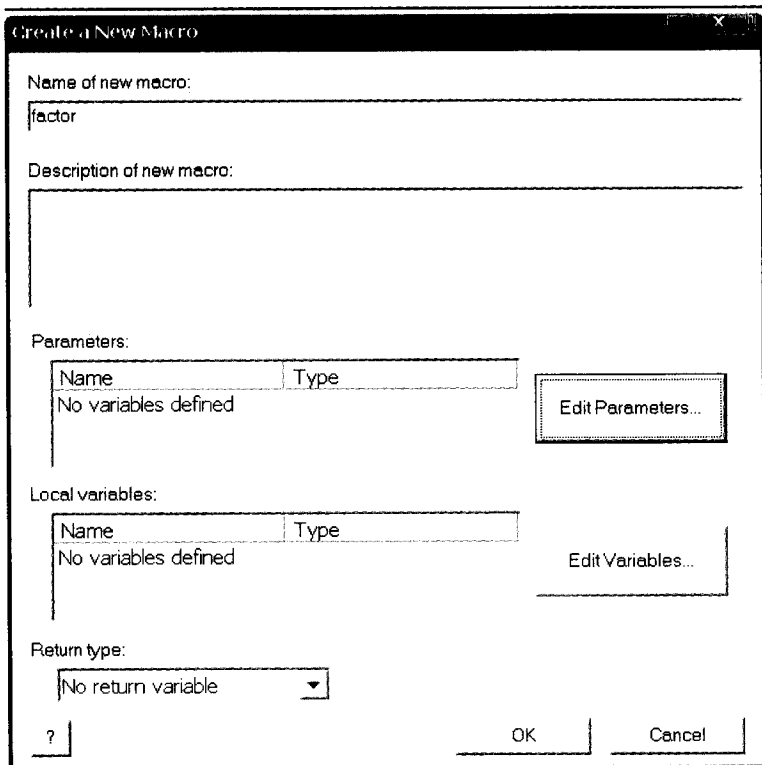 Create a New Macro X
Name of new macro:
factor
Description of new macro:
Parameters:
Name Type
No variables defined
Edit Parameters...
Local variables:
Name Type
No variables defined
Edit Variables...
Return type:
No return variable
? OK Cancel